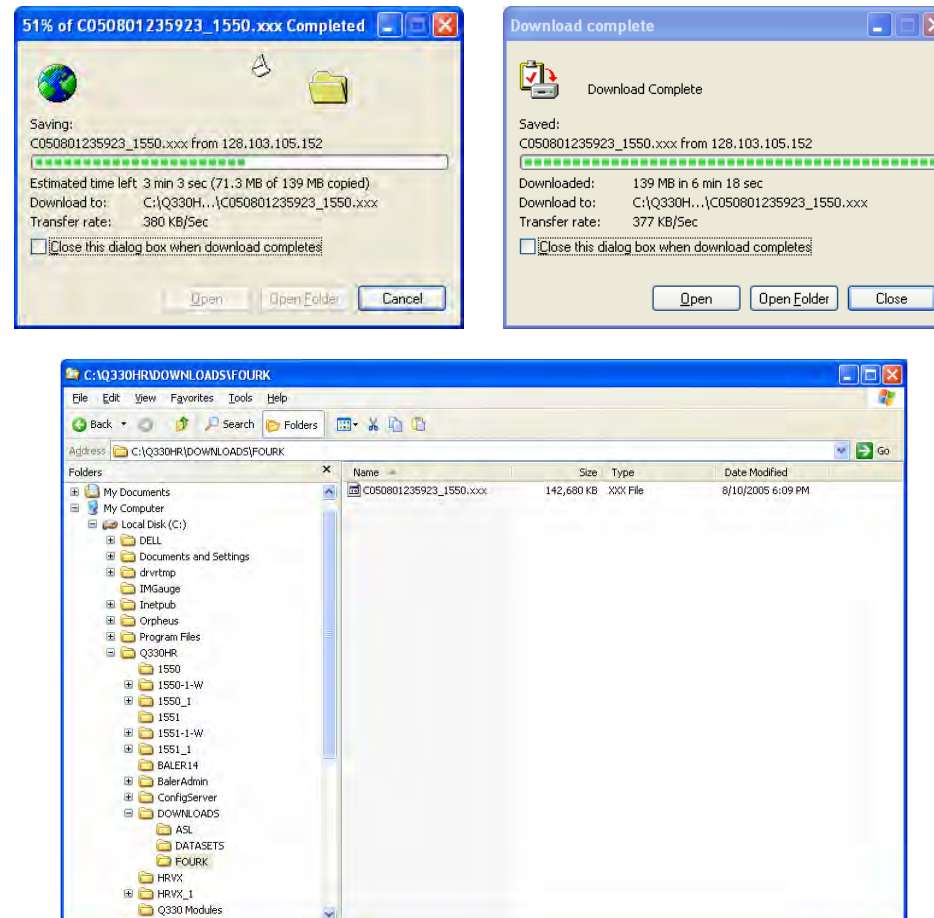 51% of C050801235923_1550.xxx Completed
Saving:
C050801235923_1550.xxx from 128.103.105.152
Estimated time left 3 min 3 sec (71.3 MB of 139 MB copied)
Download to: C:\Q330H...\C050801235923_1550.xxx
Transfer rate: 380 KB/Sec
Close this dialog box when download completes
Open Open Folder Cancel
Download complete
Download Complete
Saved:
C050801235923_1550.xxx from 128.103.105.152
Downloaded: 139 MB in 6 min 18 sec
Download to: C:\Q330H...\C050801235923_1550.xxx
Transfer rate: 377 KB/Sec
Close this dialog box when download completes
Open Open Folder Close
C:\Q330HR\DOWNLOADS\FOURK
File Edit View Favorites Tools Help
Back Search Folders
Address C:\Q330HR\DOWNLOADS\FOURK Go
Folders Name Size Type Date Modified
My Documents C050801235923_1550.xxx 142,680 KB XXX File 8/10/2005 6:09 PM
My Computer
Local Disk (C:)
DELL
Documents and Settings
drvrtmp
IMGauge
Inetpub
Orpheus
Program Files
Q330HR
1550
1550-1-W
1550_1
1551
1551-1-W
1551_1
BALER14
BalerAdmin
ConfigServer
DOWNLOADS
ASL
DATASETS
FOURK
HRVX
HRVX_1
Q330 Modules